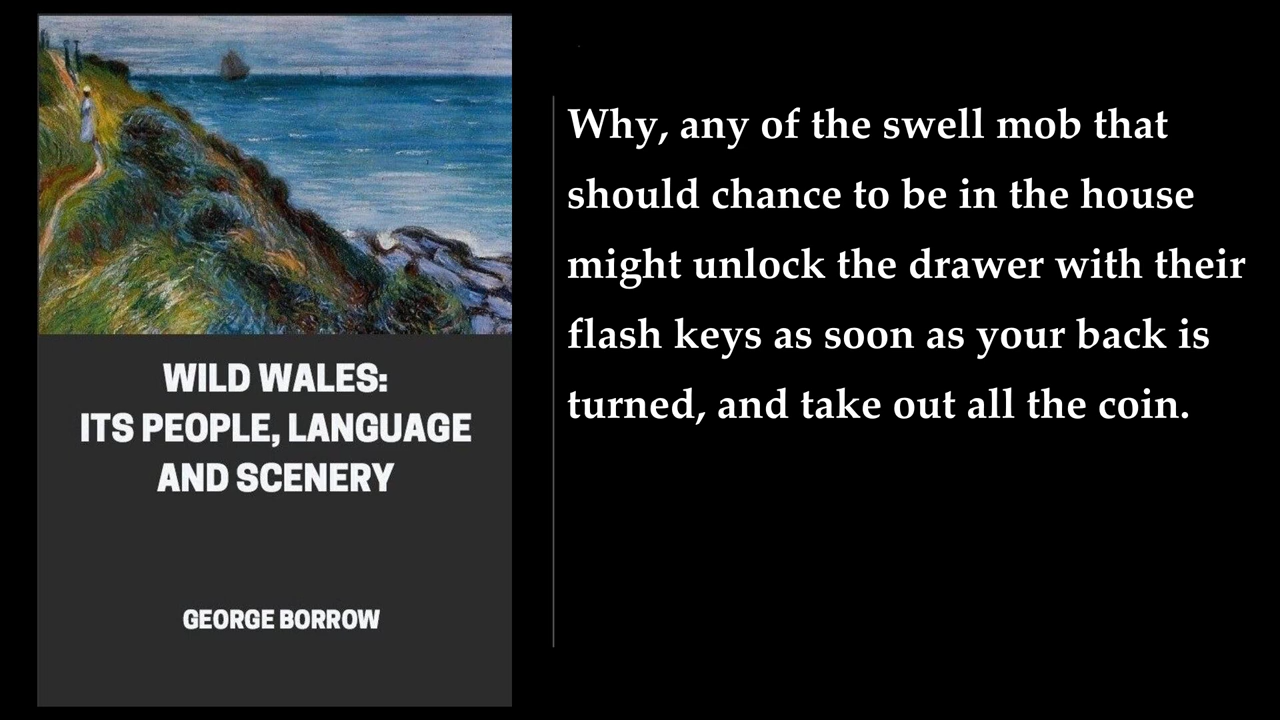 WILD WALES:
ITS PEOPLE, LANGUAGE
AND SCENERY
GEORGE BORROW
Why, any of the swell mob that
should chance to be in the house
might unlock the drawer with their
flash keys as soon as your back is
turned, and take out all the coin.